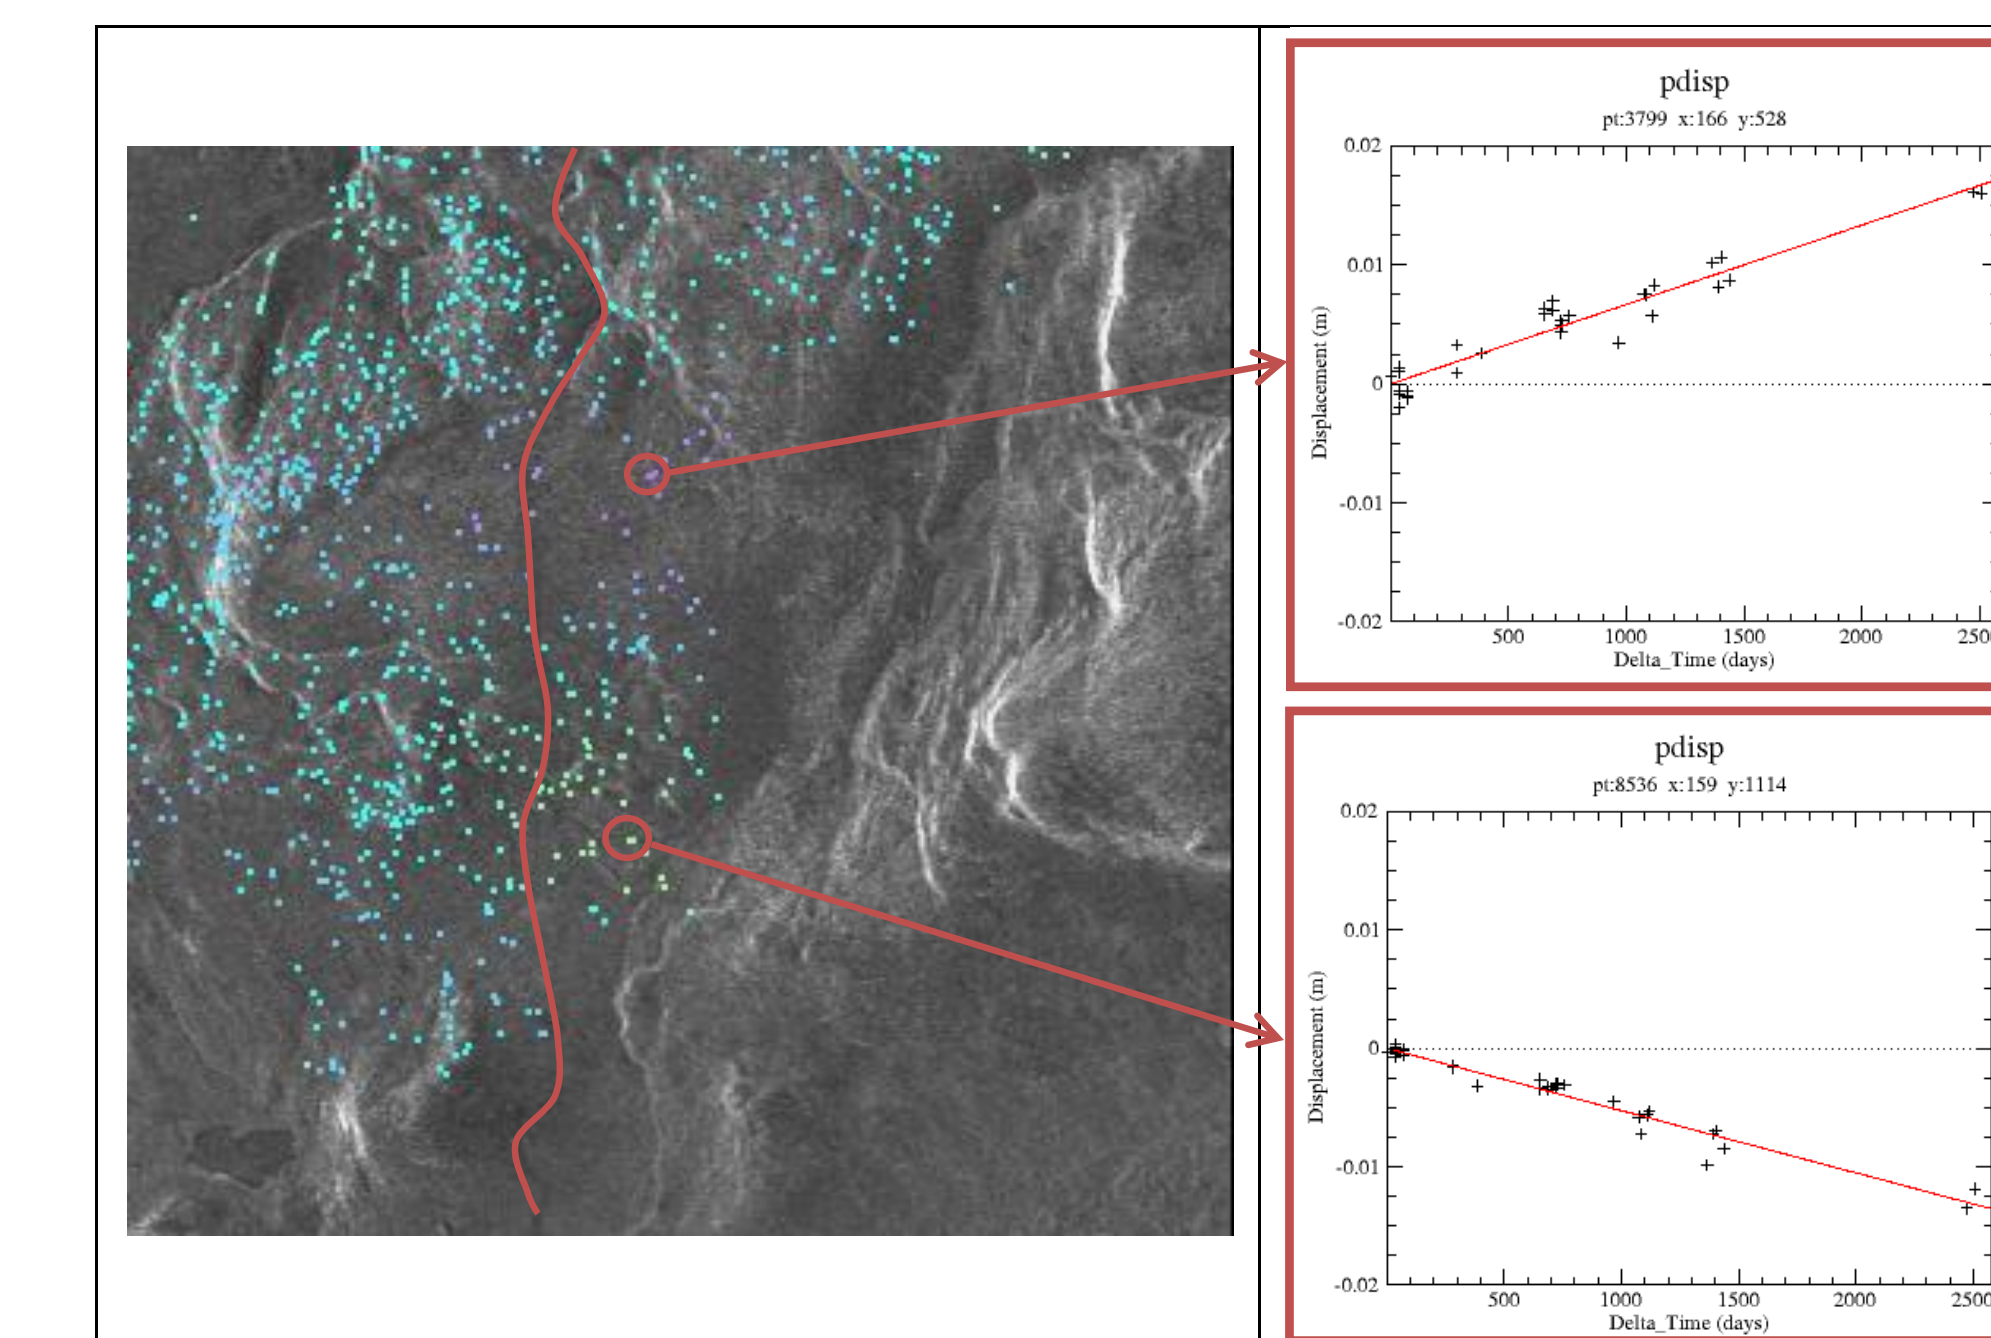 pdisp
pt:3799 x:166 y:528
0.02
0.01
0
-0.01
-0.02
Displacement (m)
500 1000 1500 2000
Delta_Time (days)
pdisp
pt:8536 x:159 y:1114
0.02
0.01
0
-0.01
-0.02
Displacement (m)
500 1000 1500 2000 2500
Delta_Time (days)